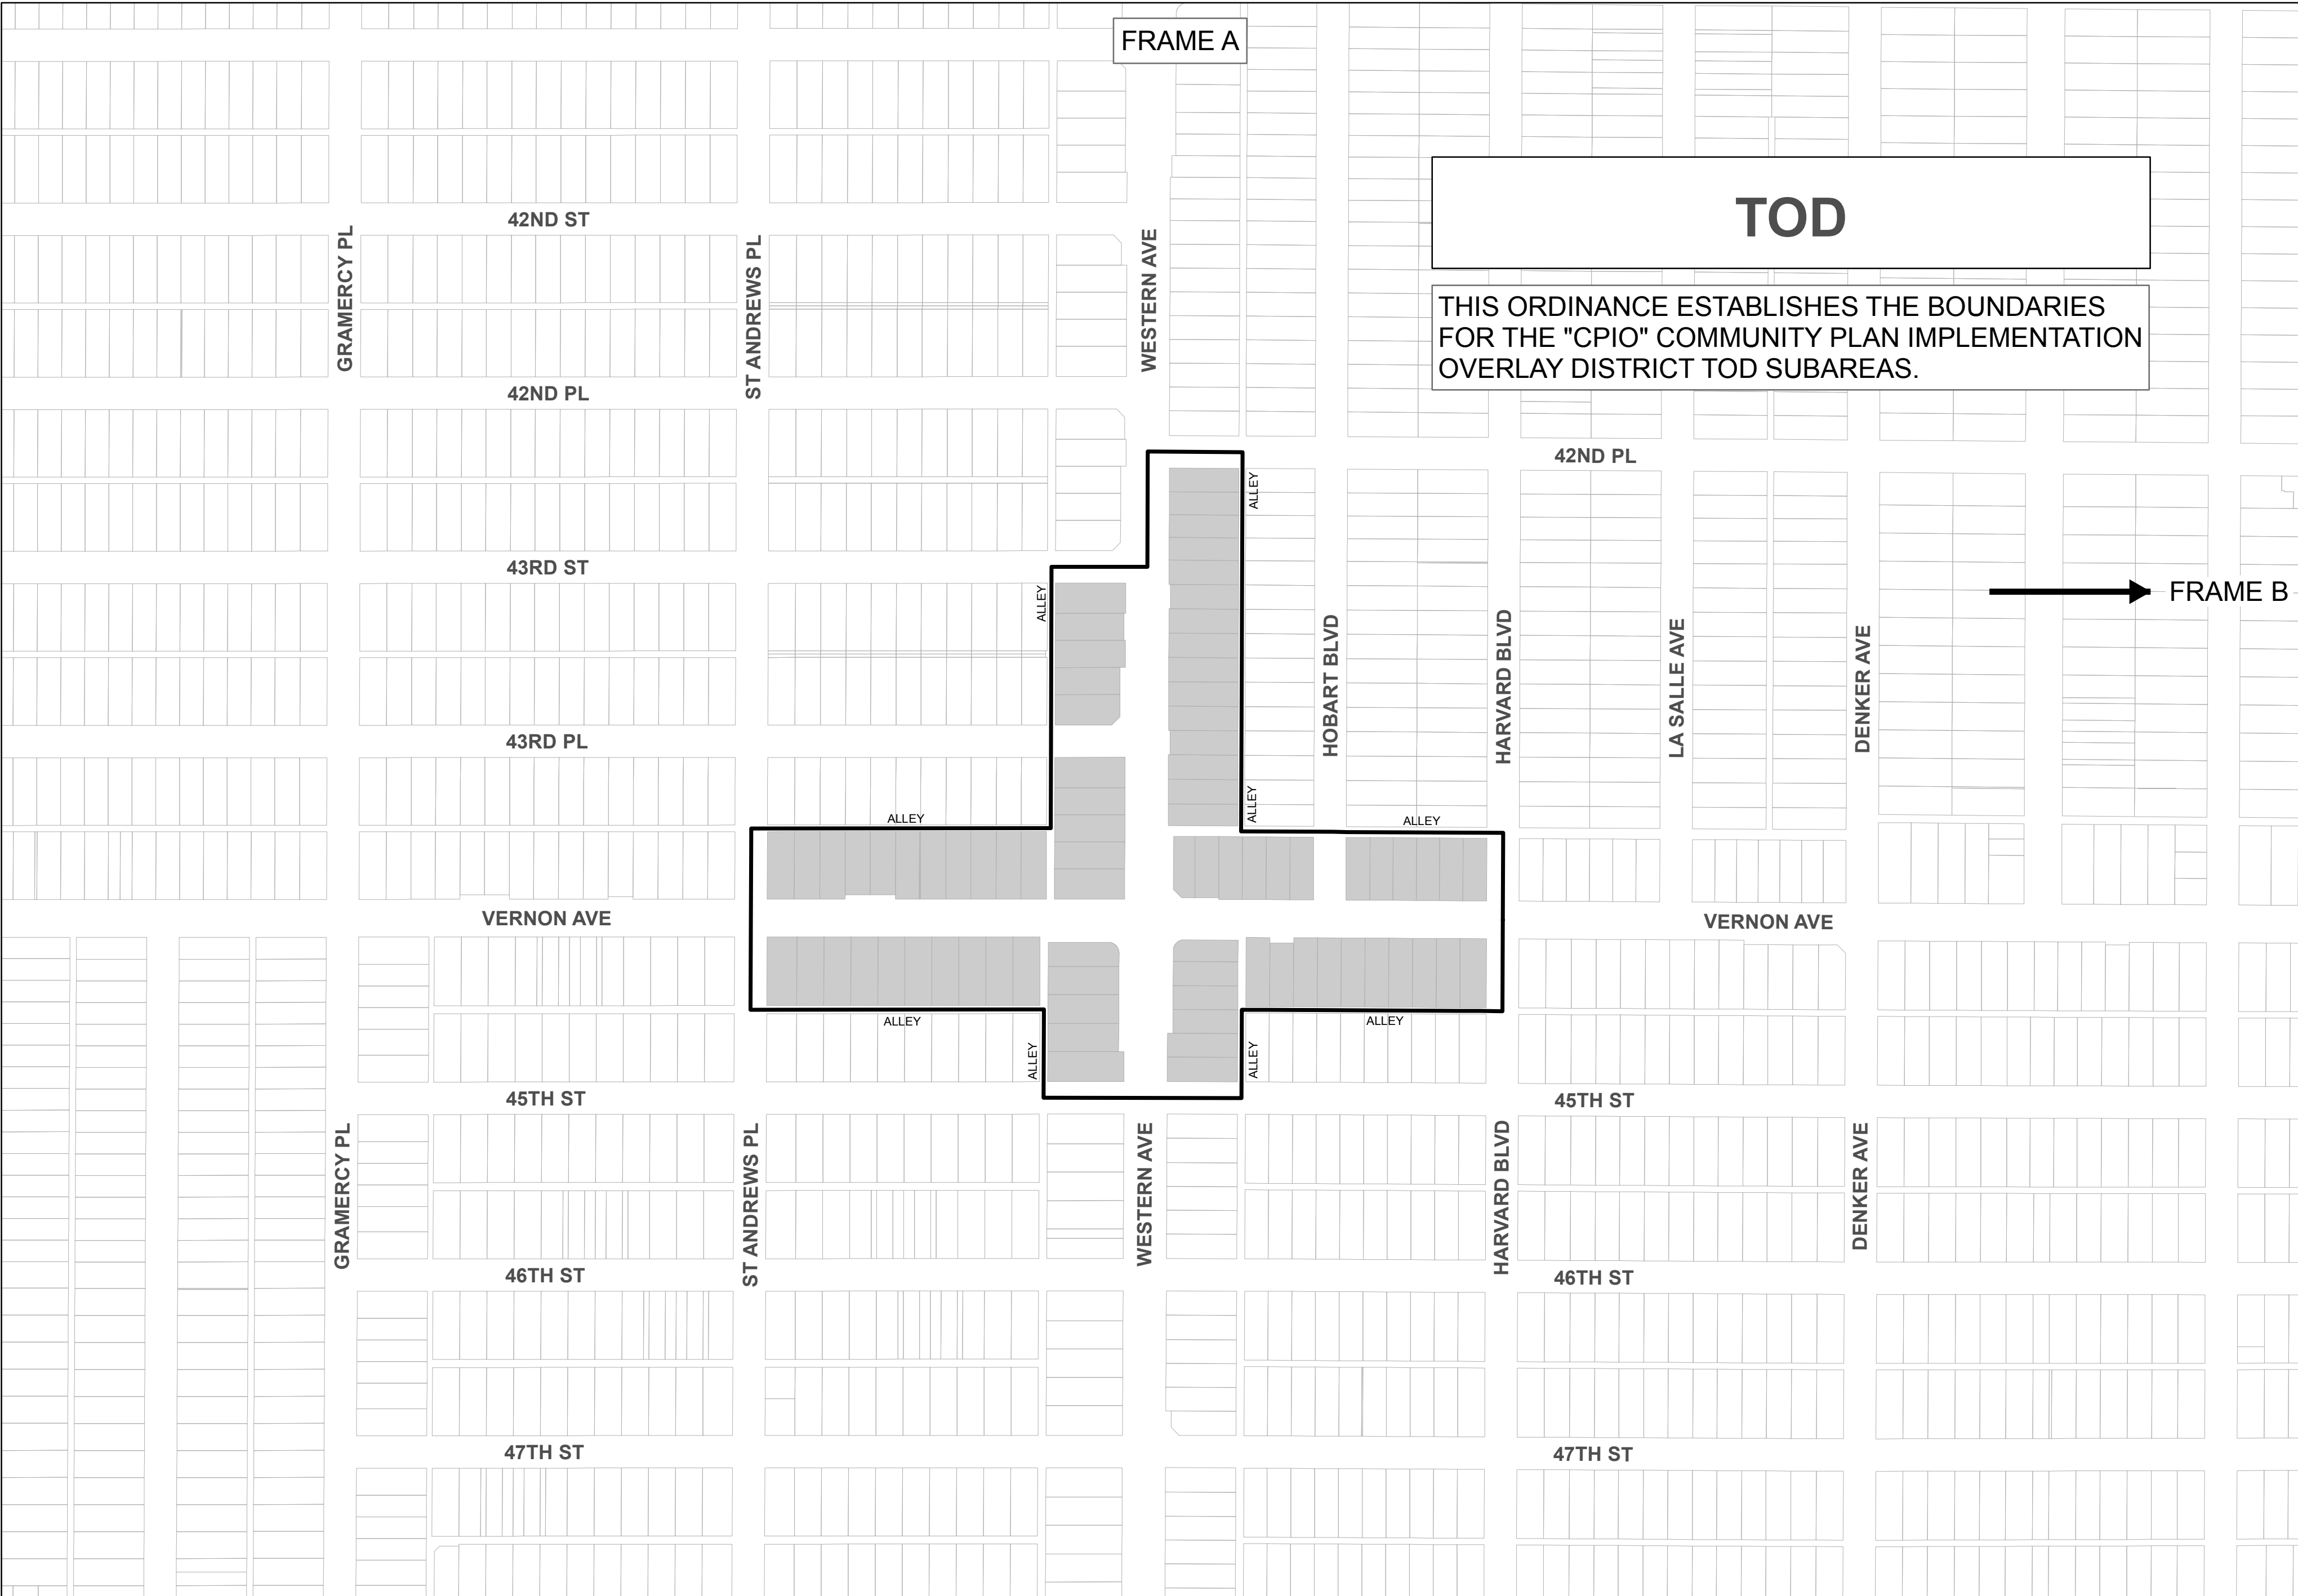 FRAME A
TOD
THIS ORDINANCE ESTABLISHES THE BOUNDARIES
FOR THE "CPIO" COMMUNITY PLAN IMPLEMENTATION
OVERLAY DISTRICT TOD SUBAREAS.
42ND ST
GRAMERCY PL
ST ANDREWS PL
WESTERN AVE
42ND PL
42ND PL
ALLEY
43RD ST
ALLEY
FRAME B
HOBART BLVD
HARVARD BLVD
LA SALLE AVE
DENKER AVE
43RD PL
ALLEY
ALLEY
ALLEY
VERNON AVE
VERNON AVE
ALLEY
ALLEY
ALLEY
ALLEY
45TH ST
45TH ST
GRAMERCY PL
ST ANDREWS PL
WESTERN AVE
HARVARD BLVD
DENKER AVE
46TH ST
46TH ST
47TH ST
47TH ST